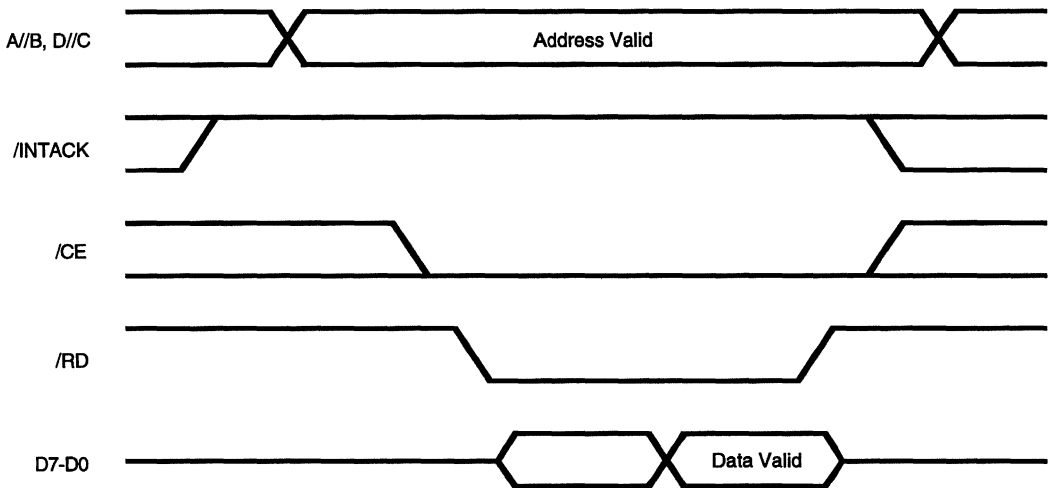 A//B, D//C
Address Valid
/INTACK
/CE
/RD
D7-D0
Data Valid